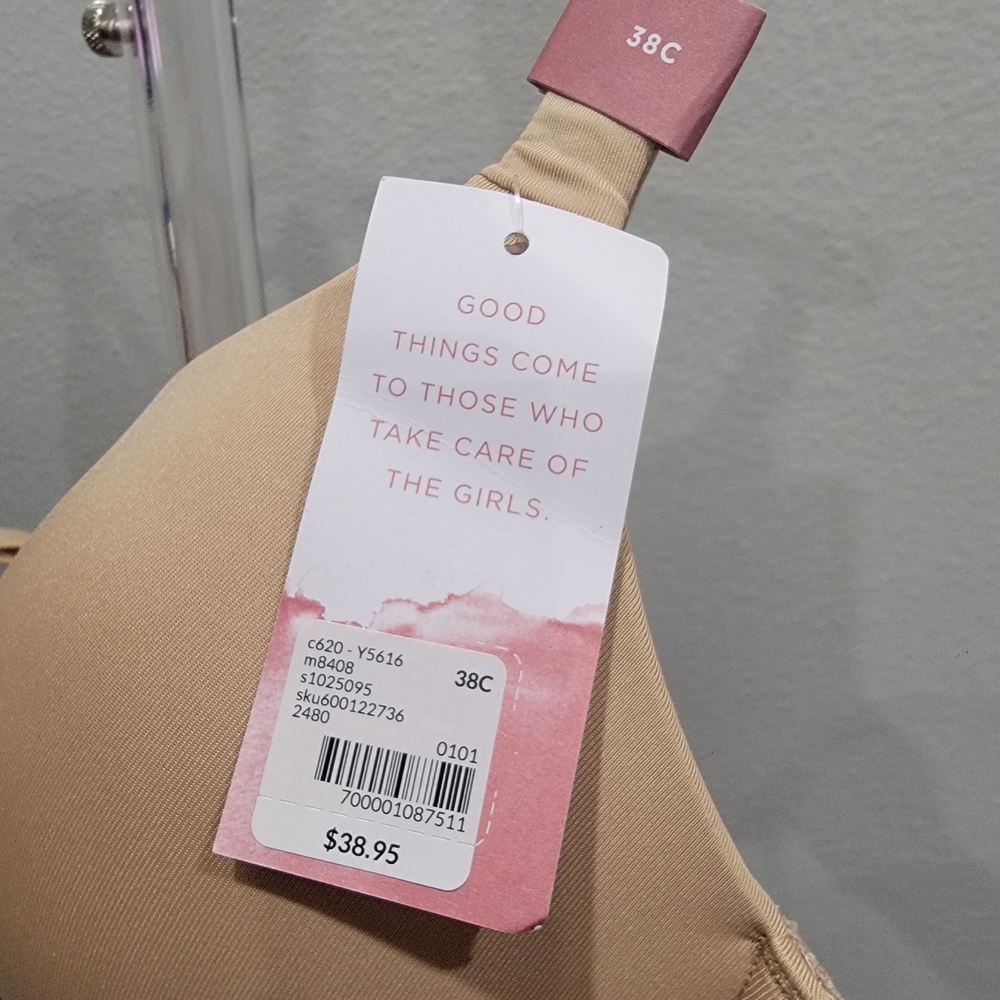 38C
GOOD
THINGS COME
TO THOSE WHO
TAKE CARE OF
THE GIRLS.
c620 - Y5616
m8408
38C
s1025095
sku600122736
2480
0101
700001087511
$38.95